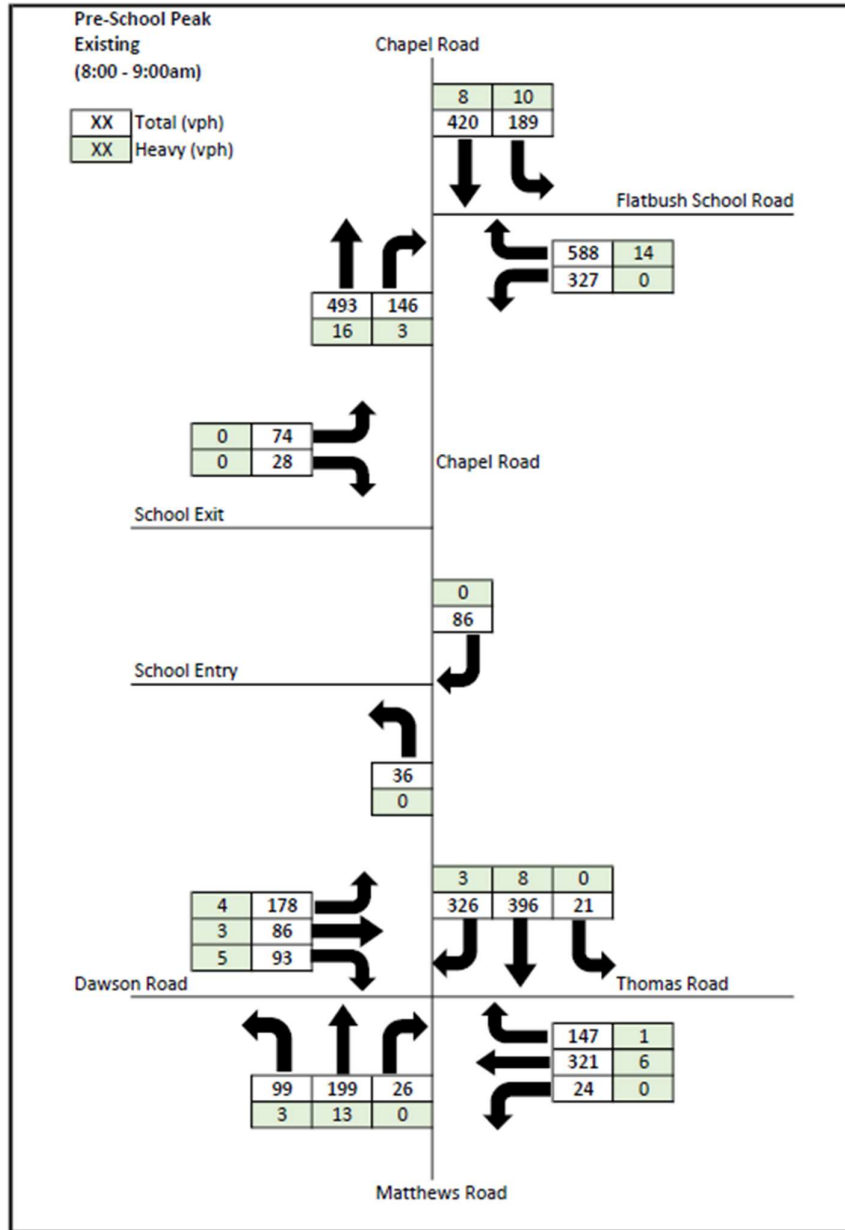 Pre-School Peak
Existing
(8:00 - 9:00am)
Chapel Road
XX Total (vph)
XX Heavy (vph)
8 10
420 189
Flatbush School Road
588 14
327 0
493 146
16 3
0 74
0 28
Chapel Road
School Exit
0
86
School Entry
36
0
3 8 0
326 396 21
4 178
3 86
5 93
Dawson Road
Thomas Road
147 1
321 6
24 0
99 199 26
3 13 0
Matthews Road